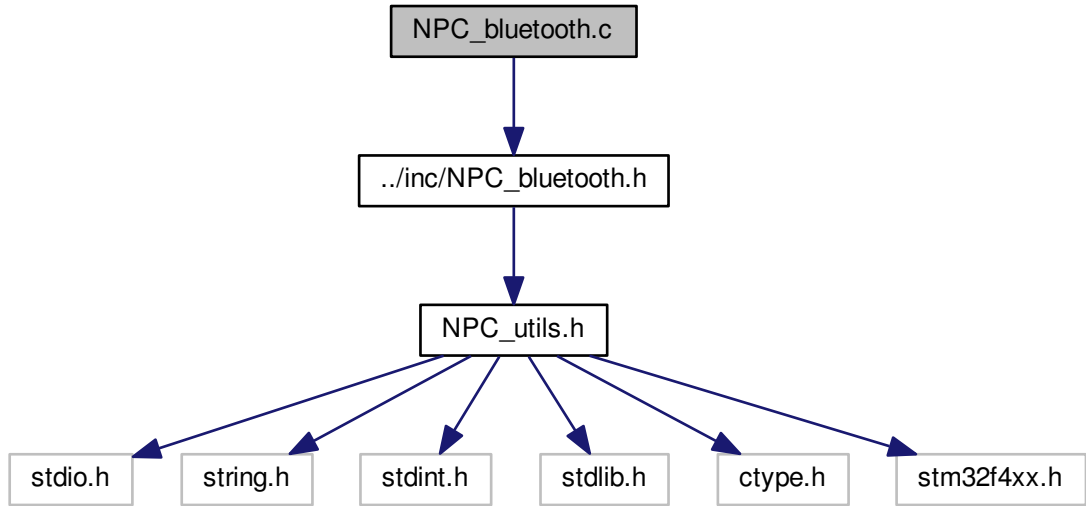 NPC_bluetooth.c
../inc/NPC_bluetooth.h
NPC_utils.h
stdio.h
string.h
stdint.h
stdlib.h
ctype.h
stm32f4xx.h